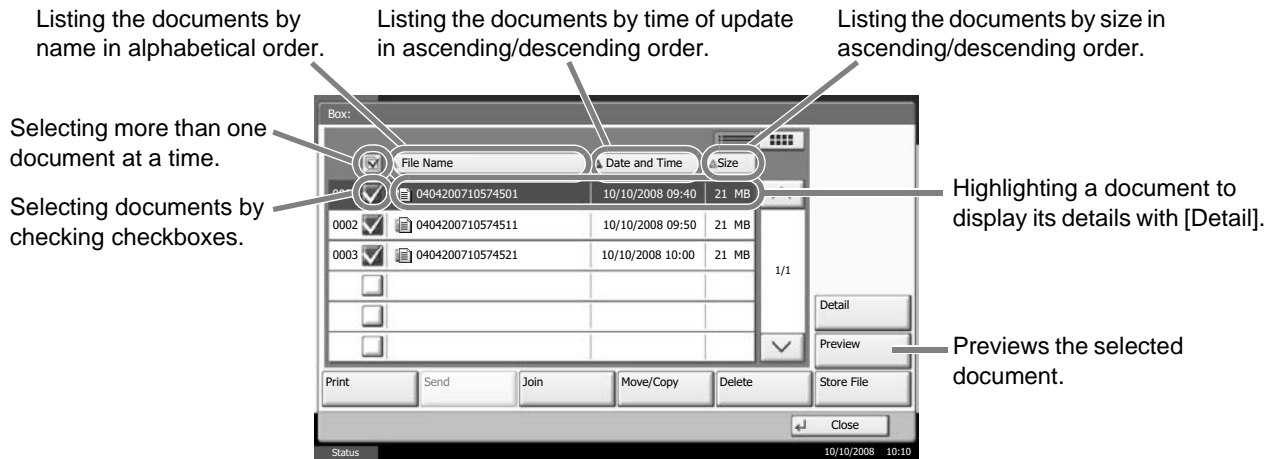 Listing the documents by
name in alphabetical order.
Listing the documents by time of update
in ascending/descending order.
Listing the documents by size in
ascending/descending order.
Selecting more than one
document at a time.
Selecting documents by
checking checkboxes.
Box:
File Name Date and Time Size
0404200710574501 10/10/2008 09:40 21 MB
0002 0404200710574511 10/10/2008 09:50 21 MB
0003 0404200710574521 10/10/2008 10:00 21 MB
1/1
Highlighting a document to
display its details with [Detail].
Detail
Preview
Previews the selected
document.
Print Send Join Move/Copy Delete Store File
Close
Status 10/10/2008 10:10